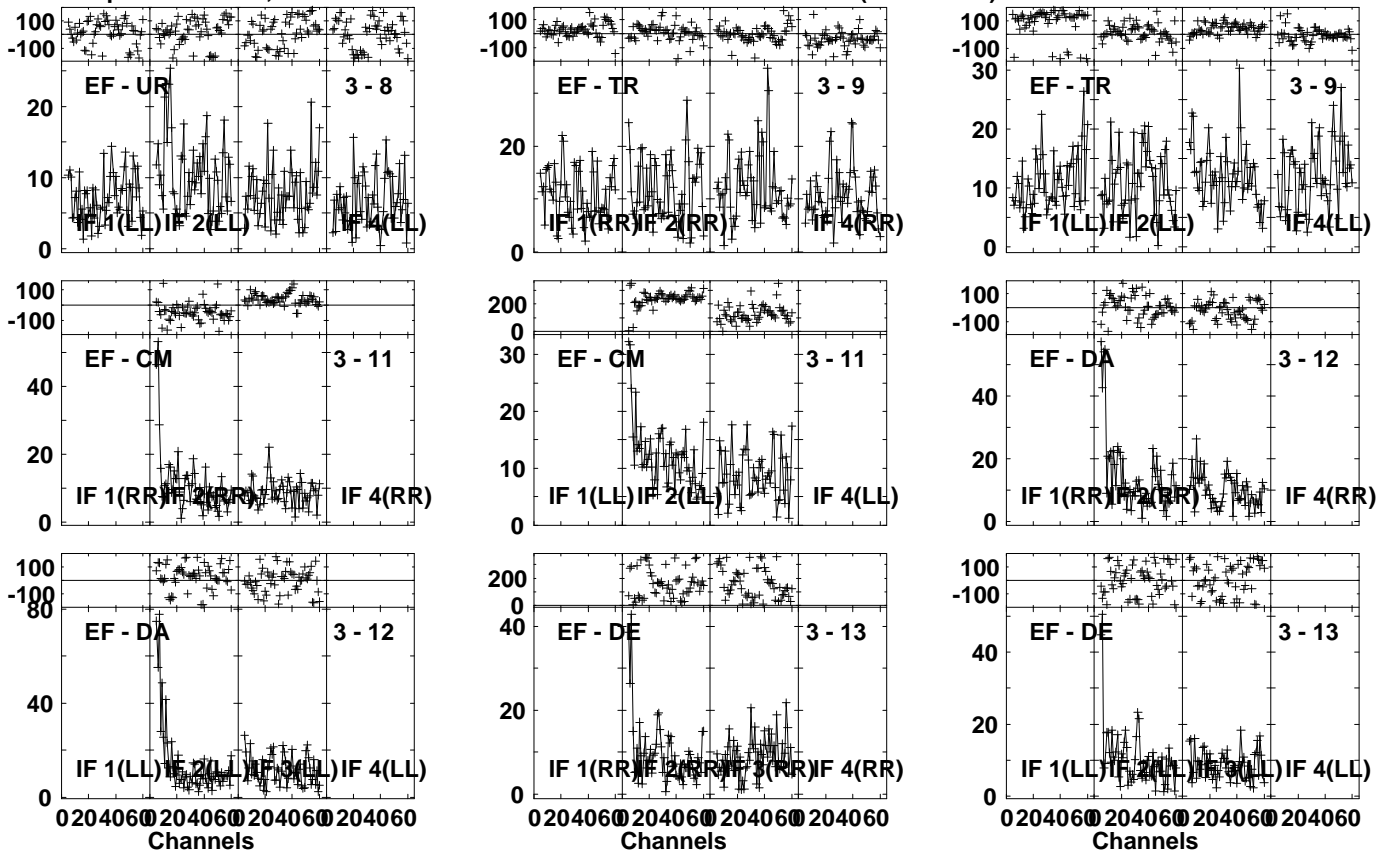 100
-100
EF - UR 3 - 8
20
10
0
IF 1(LL) IF 2(LL) IF 4(LL)
100
-100
EF - TR 3 - 9
20
0
IF 1(RR) IF 2(RR) IF 4(RR)
100
-100
EF - TR 3 - 9
30
20
10
0
IF 1(LL) IF 2(LL) IF 4(LL)
100
-100
EF - CM 3 - 11
40
20
0
IF 1(RR) IF 2(RR) IF 4(RR)
200
0
EF - CM 3 - 11
30
20
10
0
IF 1(LL) IF 2(LL) IF 4(LL)
100
-100
EF - DA 3 - 12
40
20
0
IF 1(RR) IF 2(RR) IF 4(RR)
100
-100
80
EF - DA 3 - 12
40
0
IF 1(LL) IF 2(LL) IF 3(LL) IF 4(LL)
0 20 40 60 0 20 40 60 0 20 40 60 0 20 40 60
Channels
200
0
40
EF - DE 3 - 13
20
0
IF 1(RR) IF 2(RR) IF 3(RR) IF 4(RR)
0 20 40 60 0 20 40 60 0 20 40 60 0 20 40 60
Channels
100
-100
EF - DE 3 - 13
40
20
0
IF 1(LL) IF 2(LL) IF 3(LL) IF 4(LL)
0 20 40 60 0 20 40 60 0 20 40 60 0 20 40 60
Channels